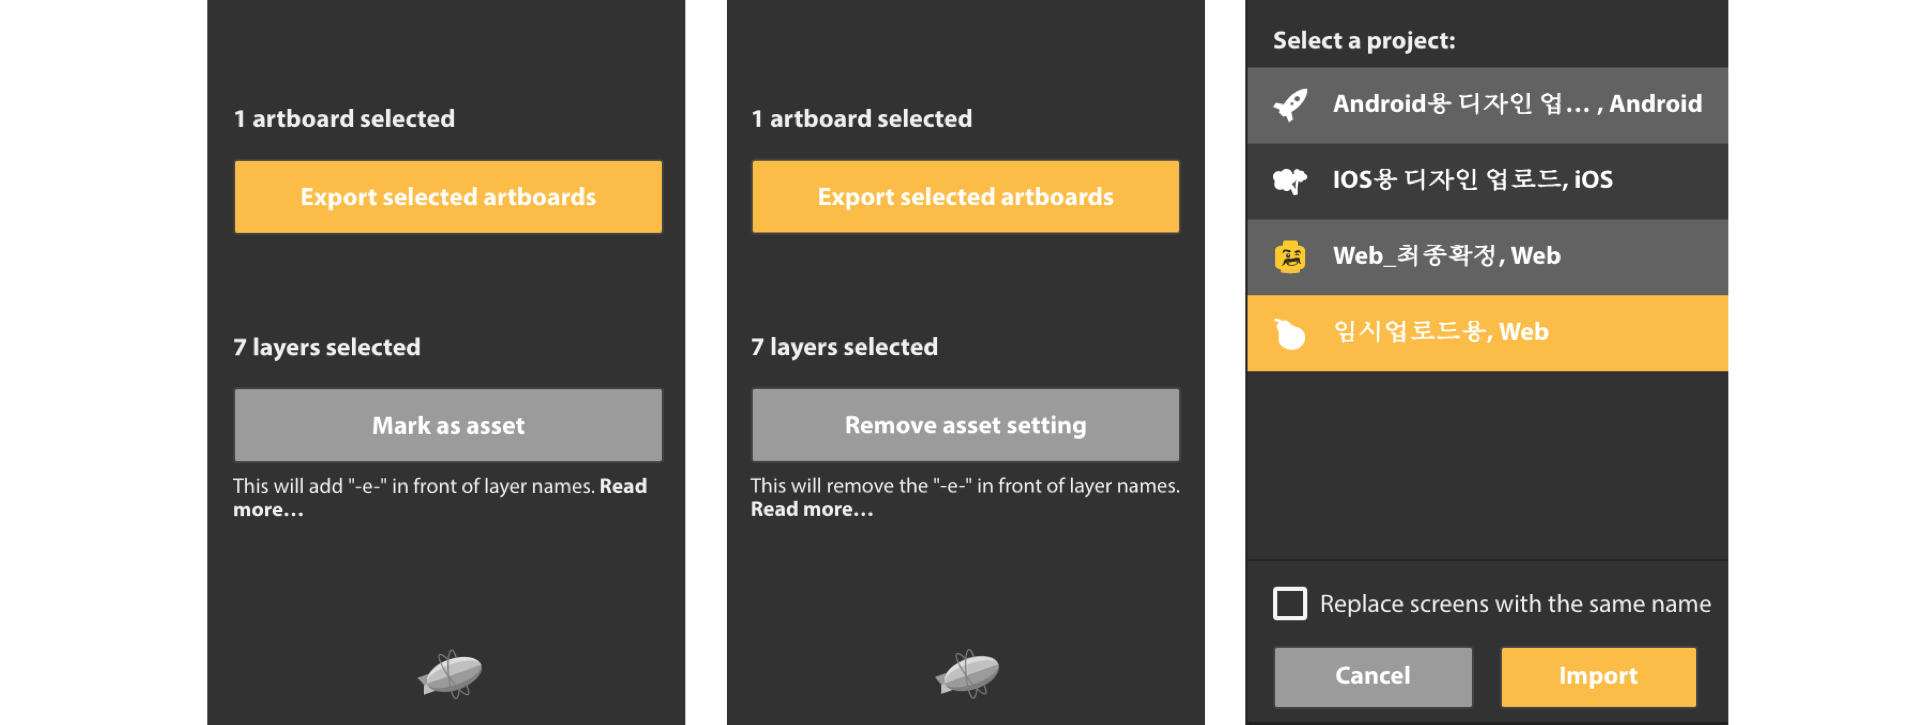 1 artboard selected
Export selected artboards
7 layers selected
Mark as asset
This will add "-e-" in front of layer names. Read
more...
1 artboard selected
Export selected artboards
7 layers selected
Remove asset setting
This will remove the "-e-" in front of layer names.
Read more...
Select a project:
Android용 디자인 업... , Android
IOS용 디자인 업로드, iOS
Web_최종확정, Web
임시업로드용, Web
Replace screens with the same name
Cancel
Import